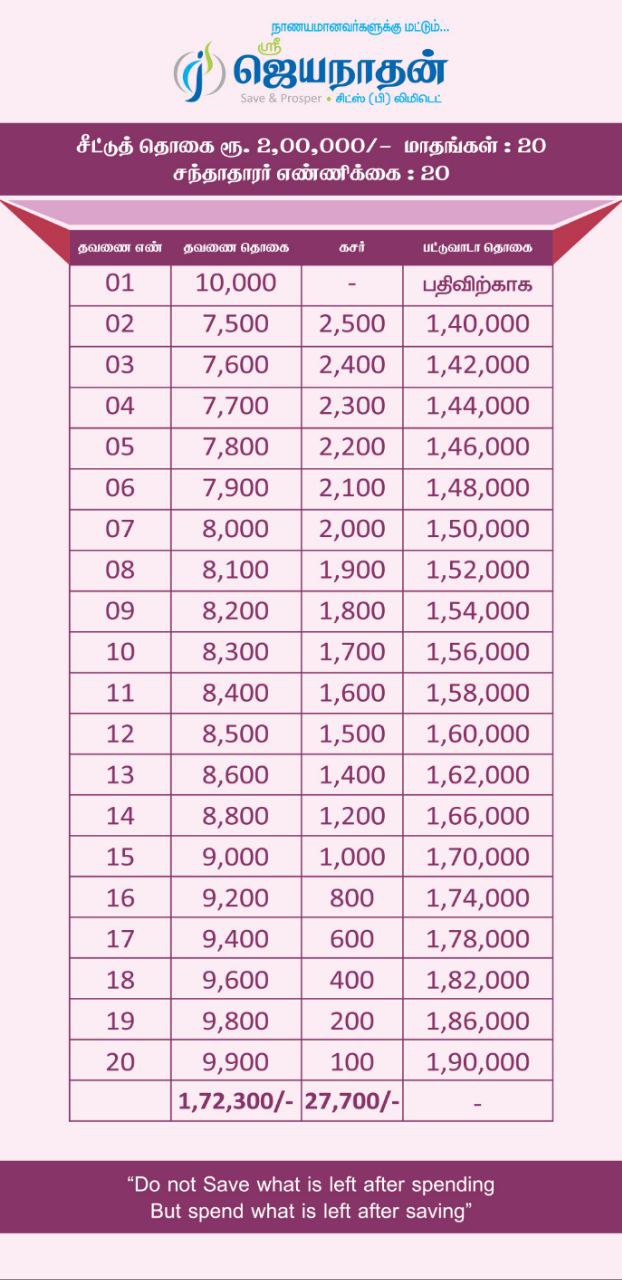 நாணயமானவர்களுக்கு மட்டும்...
ஸ்ரீ
ஜெயநாதன்
Save & Prosper • சிட்ஸ் (பி) லிமிடெட்
சீட்டுத் தொகை ரூ. 2,00,000/- மாதங்கள் : 20
சந்தாதாரர் எண்ணிக்கை : 20
தவணை எண் தவணை தொகை கசர் பட்டுவாடா தொகை
01 10,000 - பதிவிற்காக
02 7,500 2,500 1,40,000
03 7,600 2,400 1,42,000
04 7,700 2,300 1,44,000
05 7,800 2,200 1,46,000
06 7,900 2,100 1,48,000
07 8,000 2,000 1,50,000
08 8,100 1,900 1,52,000
09 8,200 1,800 1,54,000
10 8,300 1,700 1,56,000
11 8,400 1,600 1,58,000
12 8,500 1,500 1,60,000
13 8,600 1,400 1,62,000
14 8,800 1,200 1,66,000
15 9,000 1,000 1,70,000
16 9,200 800 1,74,000
17 9,400 600 1,78,000
18 9,600 400 1,82,000
19 9,800 200 1,86,000
20 9,900 100 1,90,000
1,72,300/- 27,700/- -
“Do not Save what is left after spending
But spend what is left after saving”